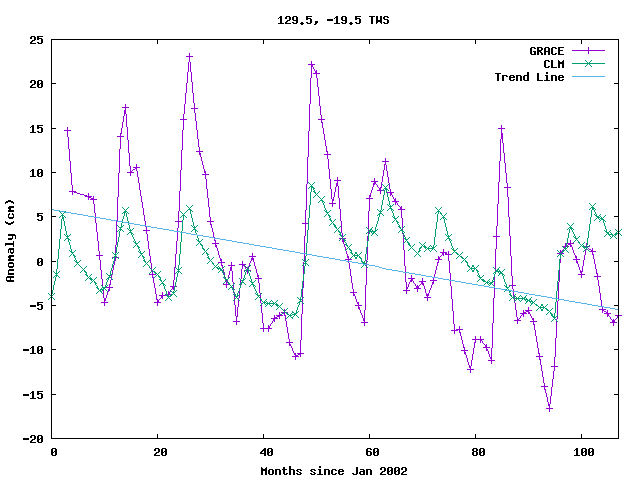 129.5, -19.5 TWS
GRACE
CLM
Trend Line
25
20
15
10
5
0
-5
-10
-15
-20
Anomaly (cm)
0 20 40 60 80 100
Months since Jan 2002